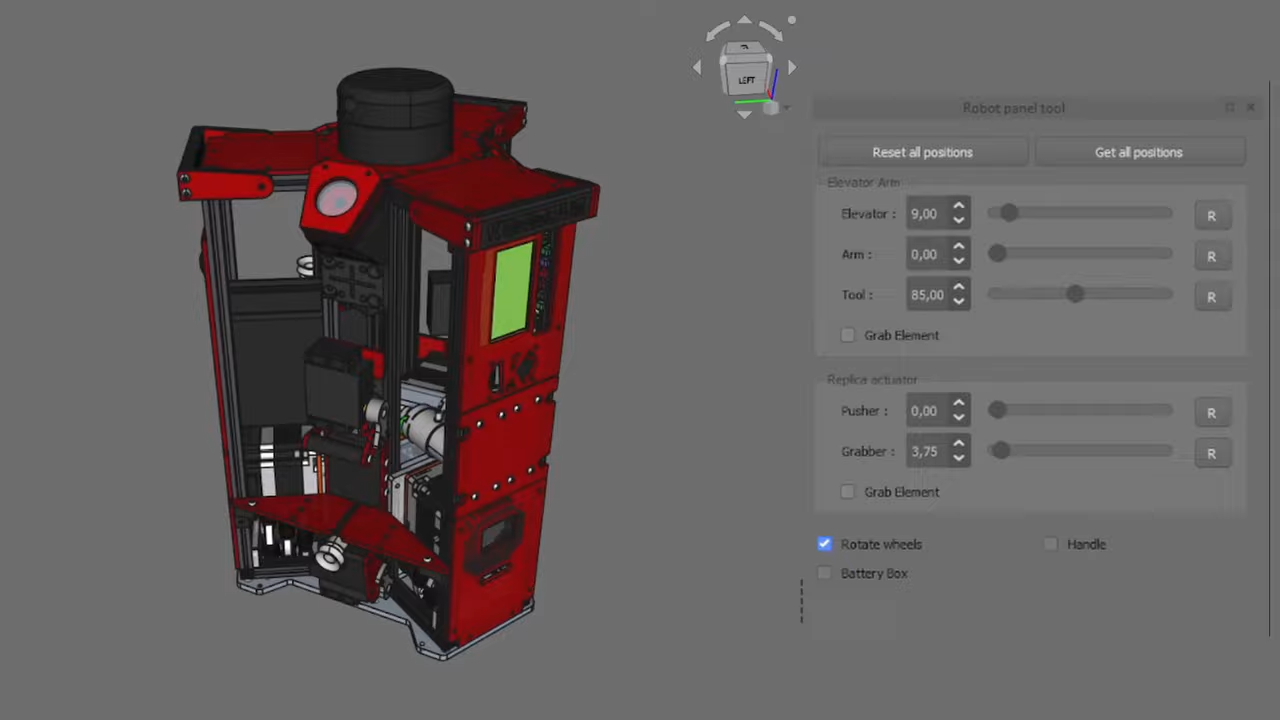 LEFT
Robot panel tool
Reset all positions
Get all positions
Elevator Arm
Elevator : 9,00 R
Arm : 0,00 R
Tool : 85,00 R
Grab Element
Replica actuator
Pusher : 0,00 R
Grabber : 3,75 R
Grab Element
Rotate wheels
Handle
Battery Box